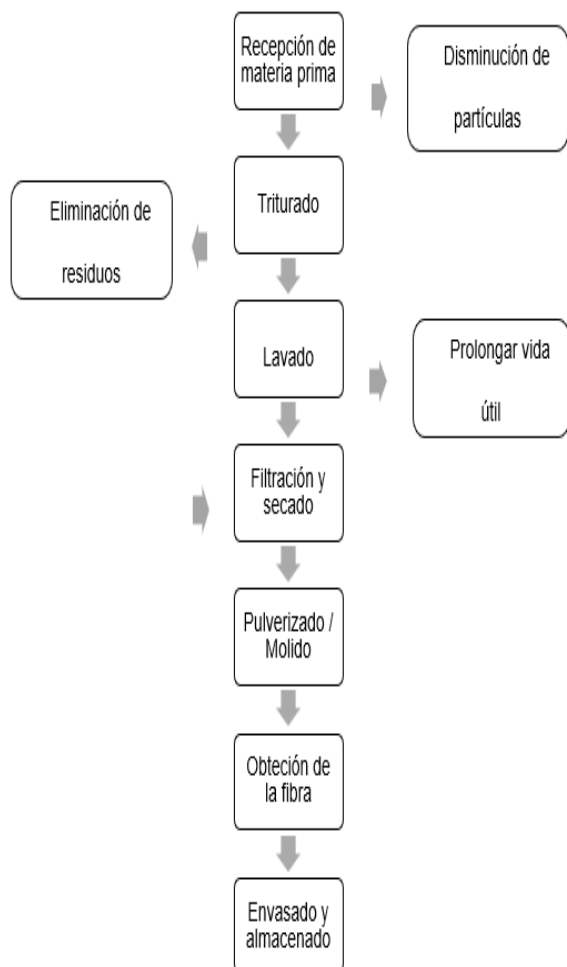 Recepción de
materia prima
Disminución de
partículas
Triturado
Eliminación de
residuos
Lavado
Prolongar vida
útil
Filtración y
secado
Pulverizado /
Molido
Obteción de
la fibra
Envasado y
almacenado